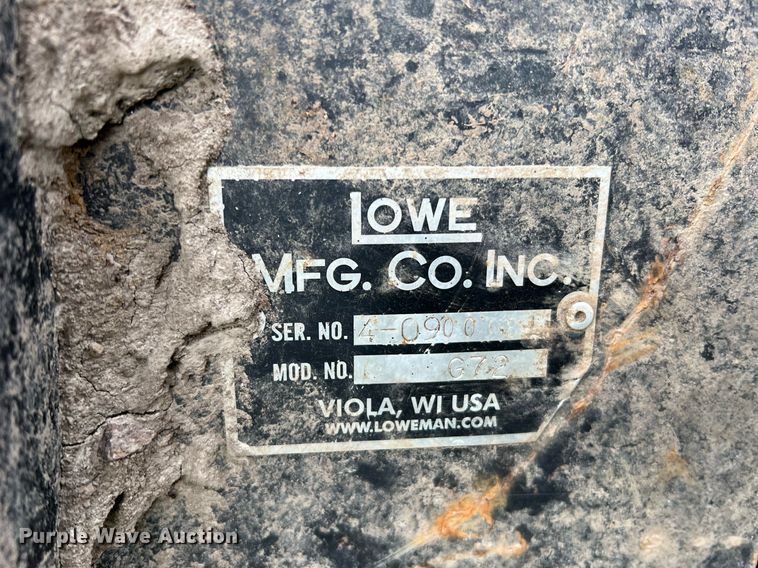 LOWE
MFG. CO. INC.
SER. NO.
MOD. NO.
VIOLA, WI USA
WWW.LOWEMAN.COM
Purple Wave Auction